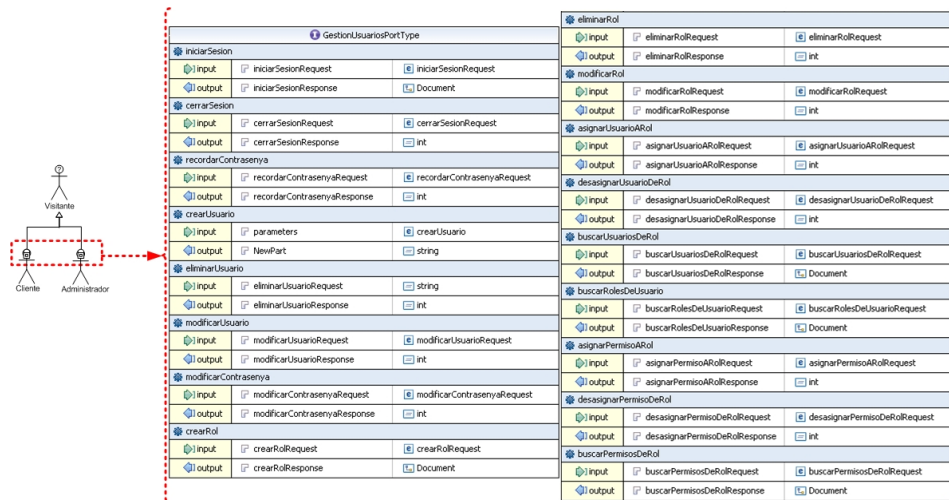 Visitante
Cliente
Administrador
GestionUsuariosPortType
iniciarSesion
input iniciarSesionRequest iniciarSesionRequest
output iniciarSesionResponse Document
cerrarSesion
input cerrarSesionRequest cerrarSesionRequest
output cerrarSesionResponse int
recordarContrasenya
input recordarContrasenyaRequest recordarContrasenyaRequest
output recordarContrasenyaResponse int
crearUsuario
input parameters crearUsuario
output NewPart string
eliminarUsuario
input eliminarUsuarioRequest string
output eliminarUsuarioResponse int
modificarUsuario
input modificarUsuarioRequest modificarUsuarioRequest
output modificarUsuarioResponse int
modificarContrasenya
input modificarContrasenyaRequest modificarContrasenyaRequest
output modificarContrasenyaResponse int
crearRol
input crearRolRequest crearRolRequest
output crearRolResponse Document
eliminarRol
input eliminarRolRequest eliminarRolRequest
output eliminarRolResponse int
modificarRol
input modificarRolRequest modificarRolRequest
output modificarRolResponse int
asignarUsuarioARol
input asignarUsuarioARolRequest asignarUsuarioARolRequest
output asignarUsuarioARolResponse int
desasignarUsuarioDeRol
input desasignarUsuarioDeRolRequest desasignarUsuarioDeRolRequest
output desasignarUsuarioDeRolResponse int
buscarUsuariosDeRol
input buscarUsuariosDeRolRequest buscarUsuariosDeRolRequest
output buscarUsuariosDeRolResponse Document
buscarRolesDeUsuario
input buscarRolesDeUsuarioRequest buscarRolesDeUsuarioRequest
output buscarRolesDeUsuarioResponse Document
asignarPermisoARol
input asignarPermisoARolRequest asignarPermisoARolRequest
output asignarPermisoARolResponse int
desasignarPermisoDeRol
input desasignarPermisoDeRolRequest desasignarPermisoDeRolRequest
output desasignarPermisoDeRolResponse int
buscarPermisosDeRol
input buscarPermisosDeRolRequest buscarPermisosDeRolRequest
output buscarPermisosDeRolResponse Document